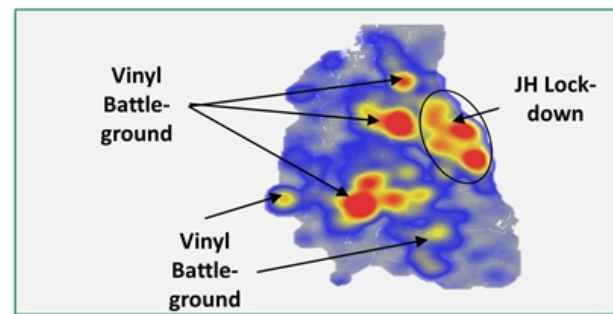 Vinyl
Battle-
ground
JH Lock-
down
Vinyl
Battle-
ground